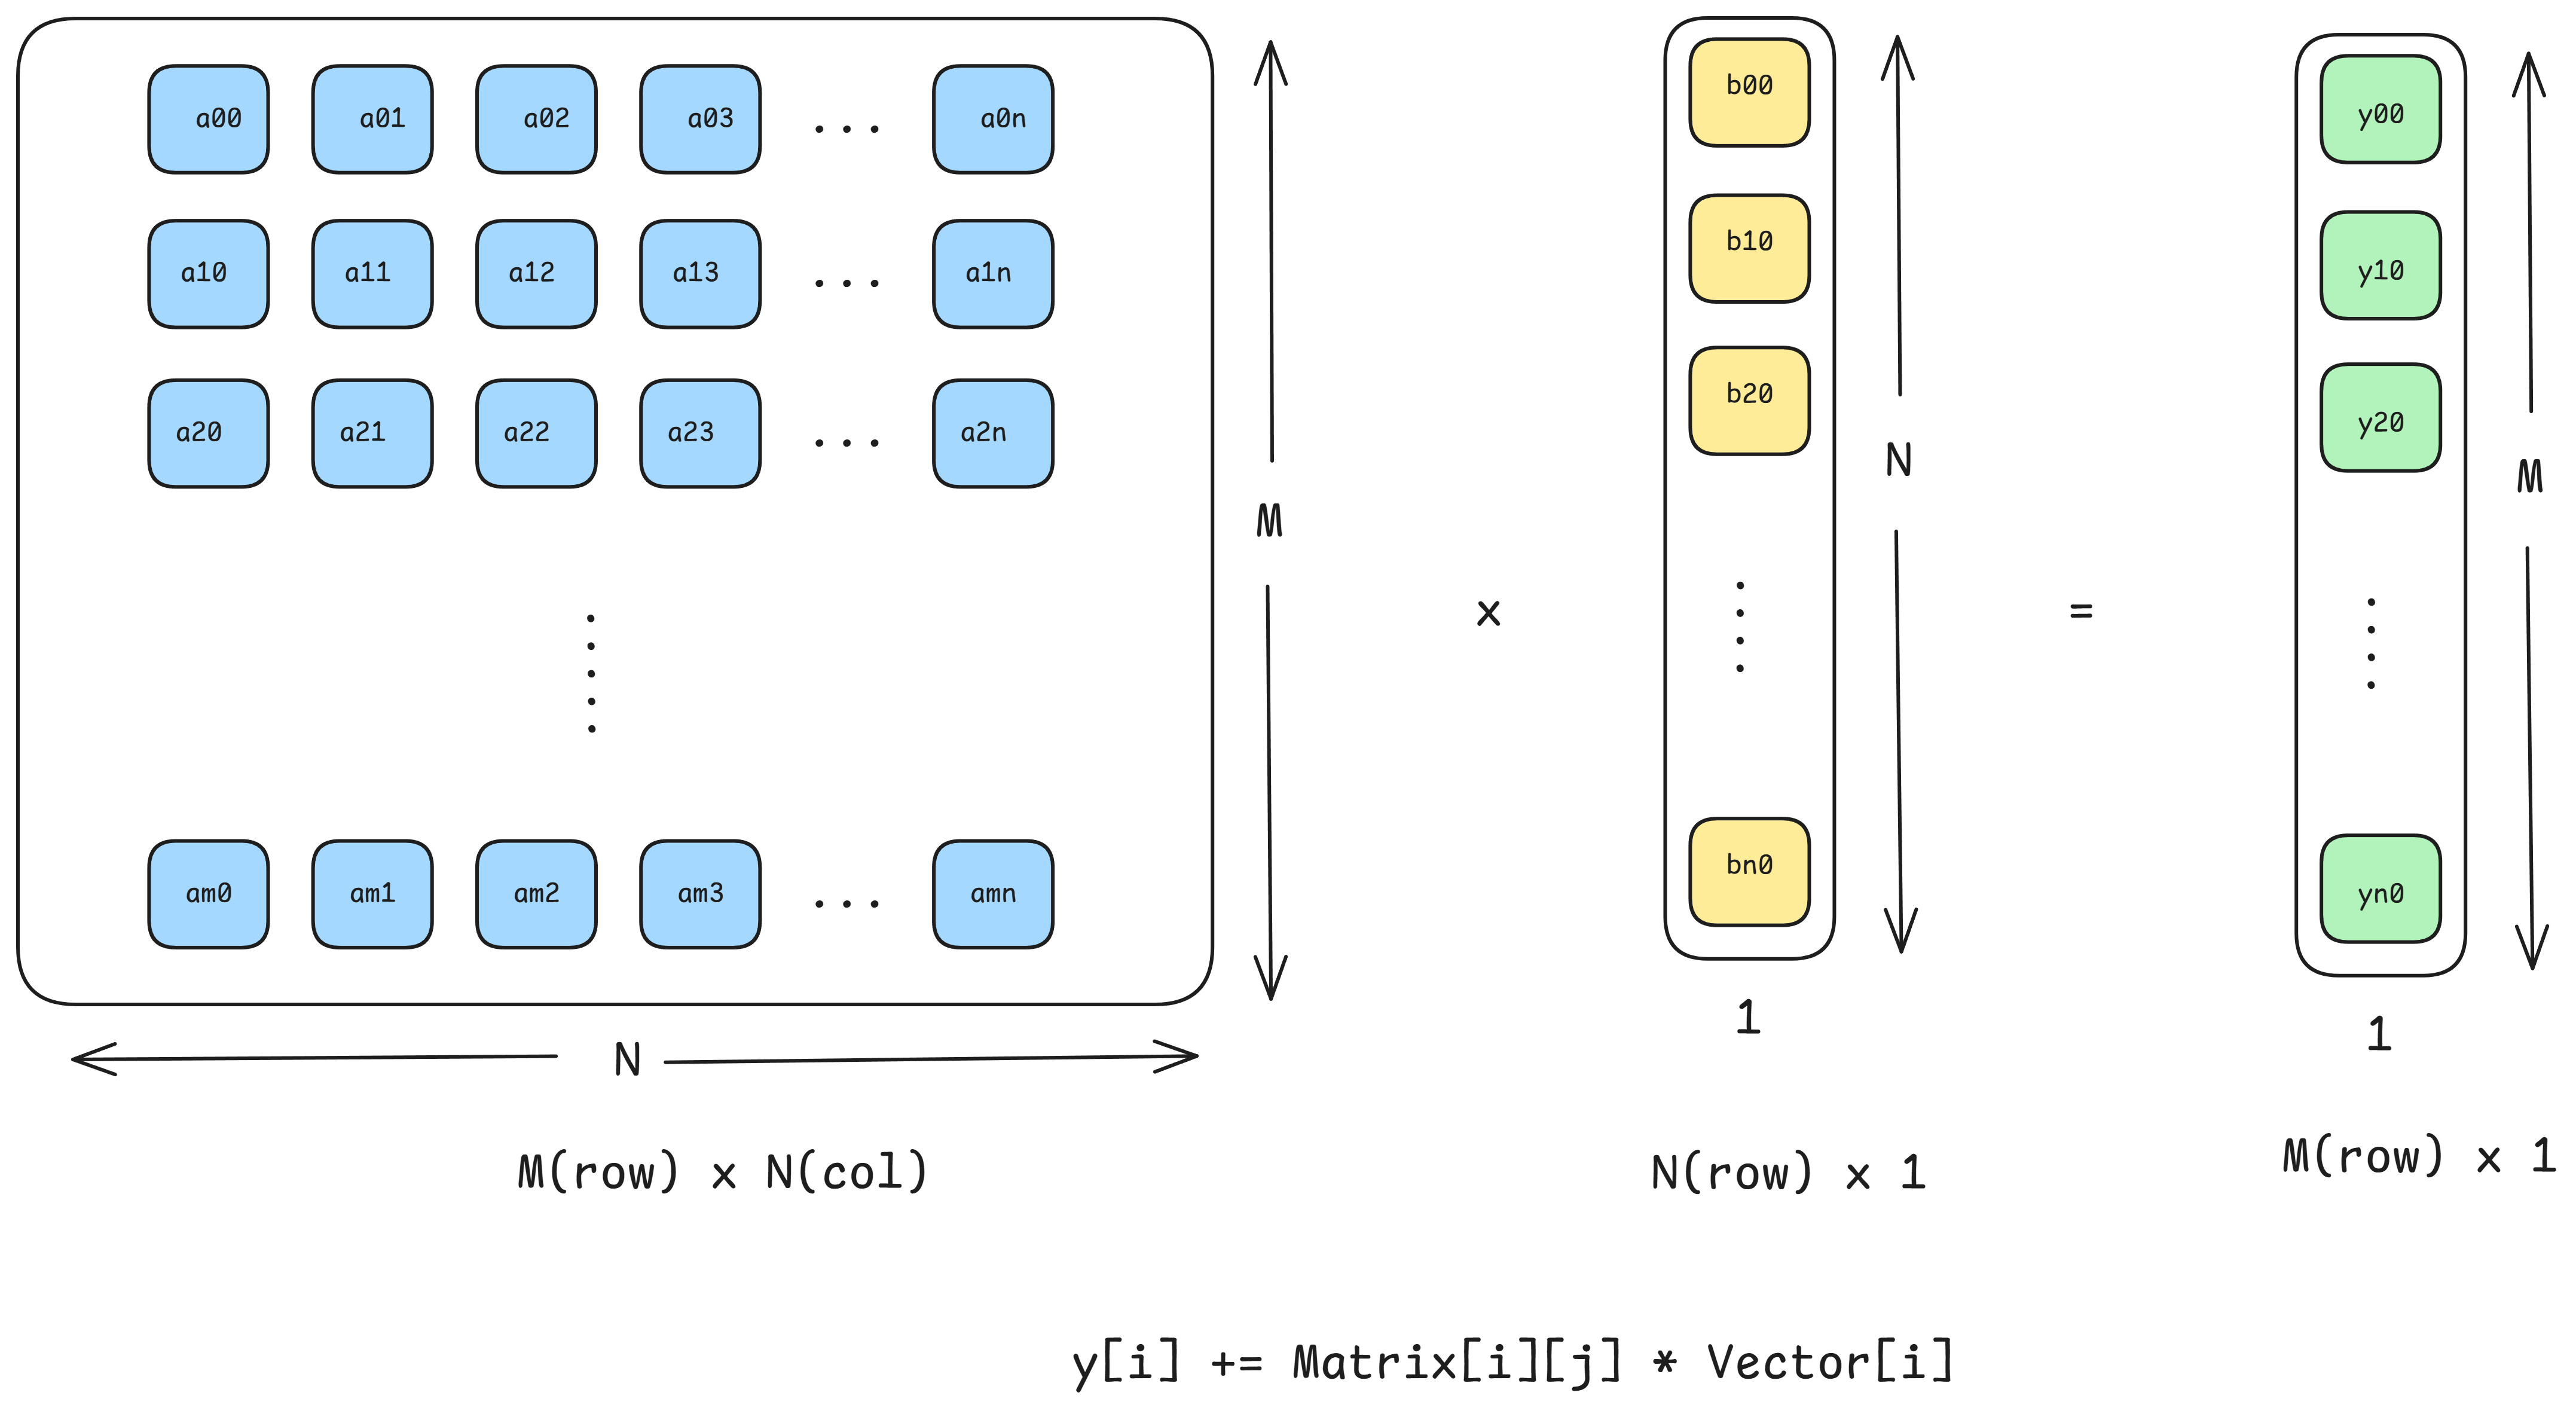 a00 a01 a02 a03 ... a0n
a10 a11 a12 a13 ... a1n
a20 a21 a22 a23 ... a2n
am0 am1 am2 am3 ... amn
M
N
M(row) x N(col)
x
b00
b10
b20
bn0
N
1
N(row) x 1
=
y00
y10
y20
yn0
M
1
M(row) x 1
y[i] += Matrix[i][j] * Vector[i]